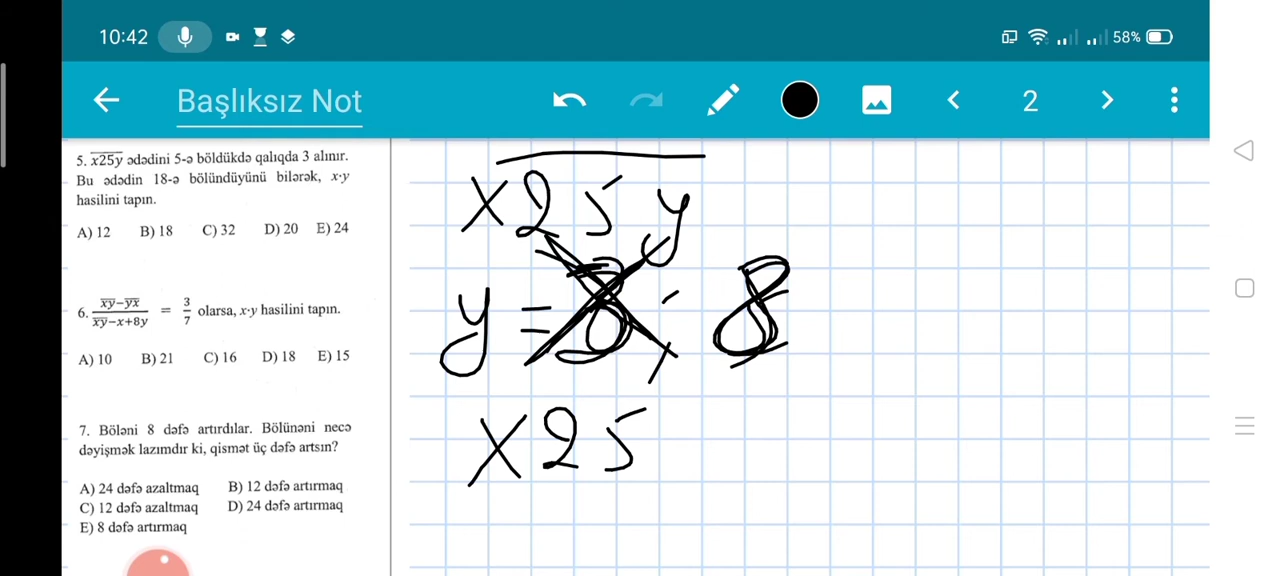 10:42
58%
Başlıksız Not
2
5. x25y ədədini 5-ə böldükdə qalıqda 3 alınır.
Bu ədədin 18-ə bölündüyünü bilərək, x·y
hasilini tapın.
A) 12 B) 18 C) 32 D) 20 E) 24
6. xy−yx / xy−x+8y = 3/7 olarsa, x·y hasilini tapın.
A) 10 B) 21 C) 16 D) 18 E) 15
7. Böləni 8 dəfə artırdılar. Bölünəni necə
dəyişmək lazımdır ki, qismət üç dəfə artsın?
A) 24 dəfə azaltmaq B) 12 dəfə artırmaq
C) 12 dəfə azaltmaq D) 24 dəfə artırmaq
E) 8 dəfə artırmaq
x25y
y = 3; 8
x25